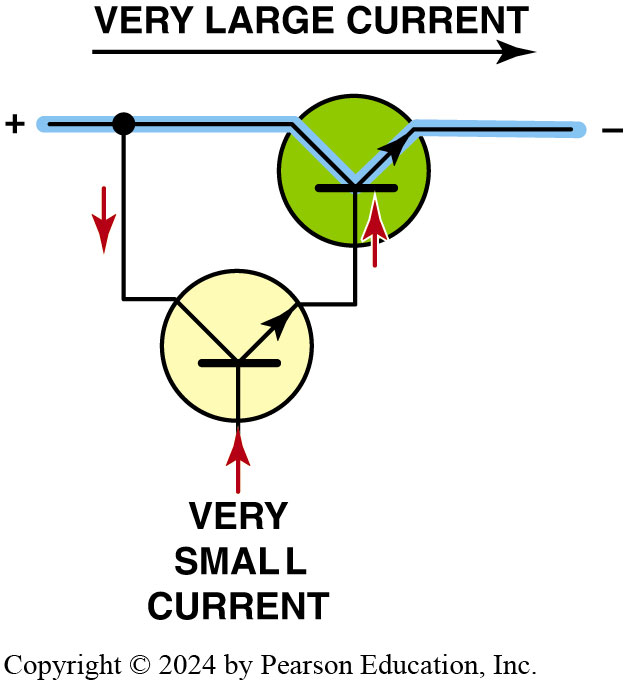 VERY LARGE CURRENT
+ –
VERY
SMALL
CURRENT
Copyright © 2024 by Pearson Education, Inc.